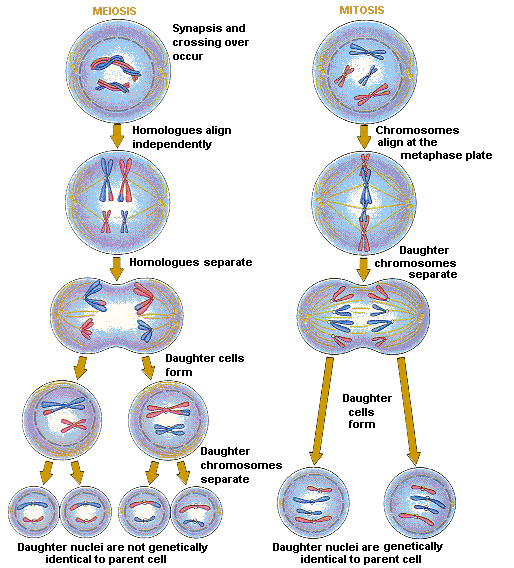 MEIOSIS
Synapsis and
crossing over
occur
Homologues align
independently
Homologues separate
Daughter cells
form
Daughter
chromosomes
separate
Daughter nuclei are not genetically
identical to parent cell
MITOSIS
Chromosomes
align at the
metaphase plate
Daughter
chromosomes
separate
Daughter
cells
form
Daughter nuclei are genetically
identical to parent cell